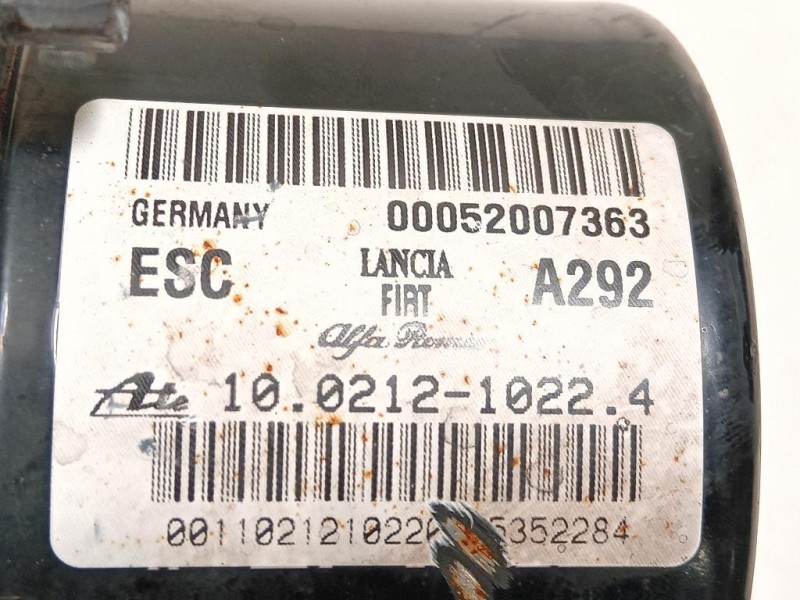 GERMANY 00052007363
ESC LANCIA A292
FIAT
Alfa Romeo
Ate 10.0212-1022.4